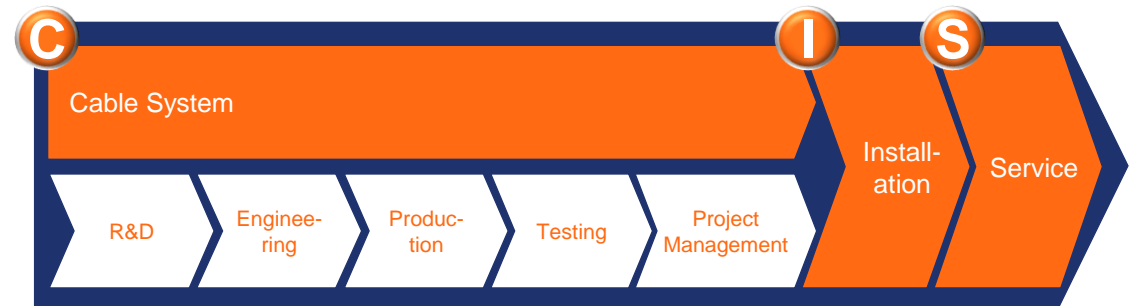 C
I
S
Cable System
Install-
ation
Service
R&D
Enginee-
ring
Produc-
tion
Testing
Project
Management